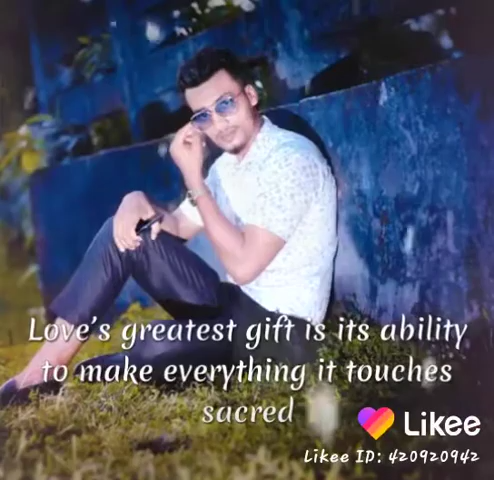 Love's greatest gift is its ability
to make everything it touches
sacred
Likee
Likee ID: 420920942